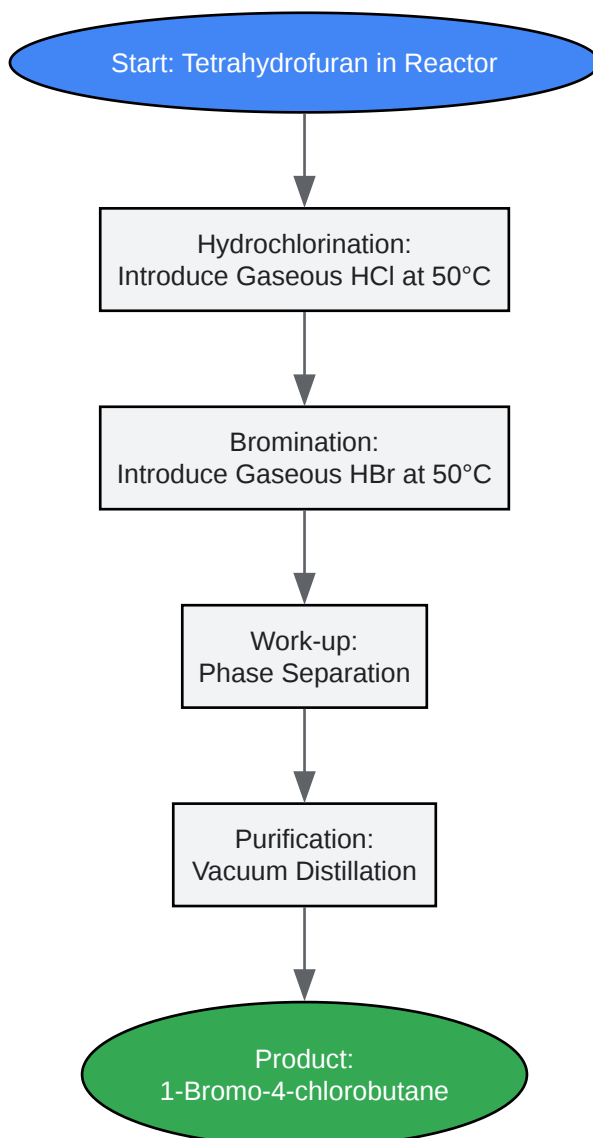 Start: Tetrahydrofuran in Reactor
Hydrochlorination:
Introduce Gaseous HCl at 50°C
Bromination:
Introduce Gaseous HBr at 50°C
Work-up:
Phase Separation
Purification:
Vacuum Distillation
Product:
1-Bromo-4-chlorobutane